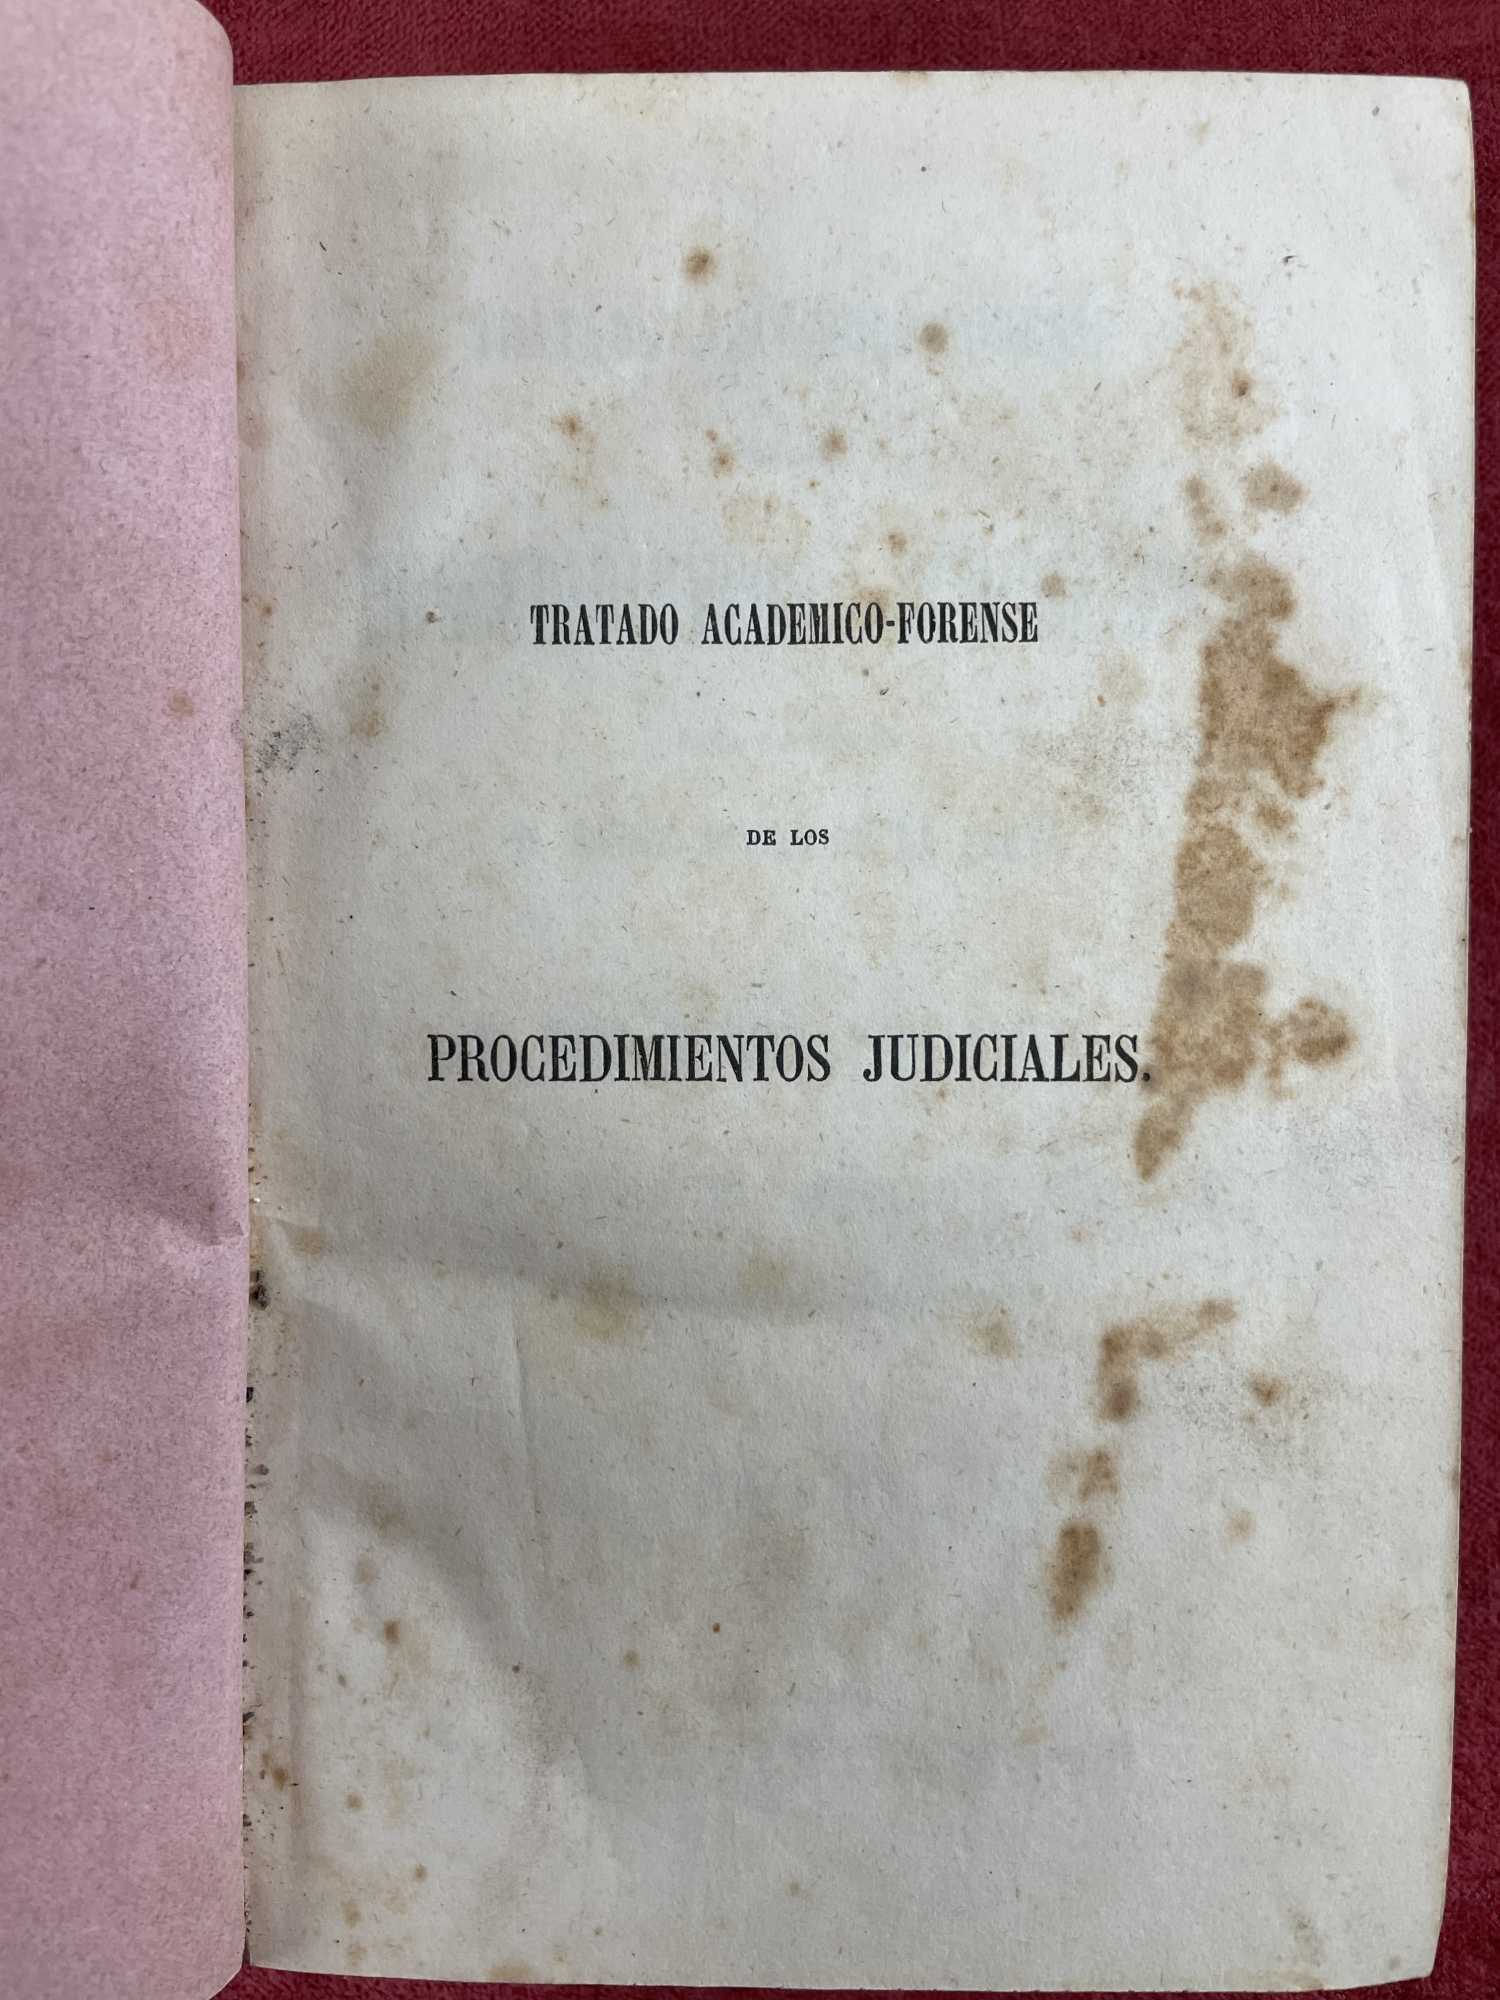 TRATADO ACADEMICO-FORENSE
DE LOS
PROCEDIMIENTOS JUDICIALES.